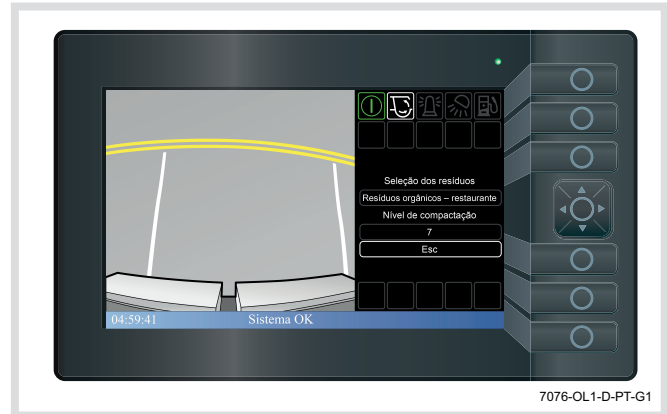 Seleção dos resíduos
Resíduos orgânicos – restaurante
Nível de compactação
7
Esc
04:59:41 Sistema OK
7076-OL1-D-PT-G1